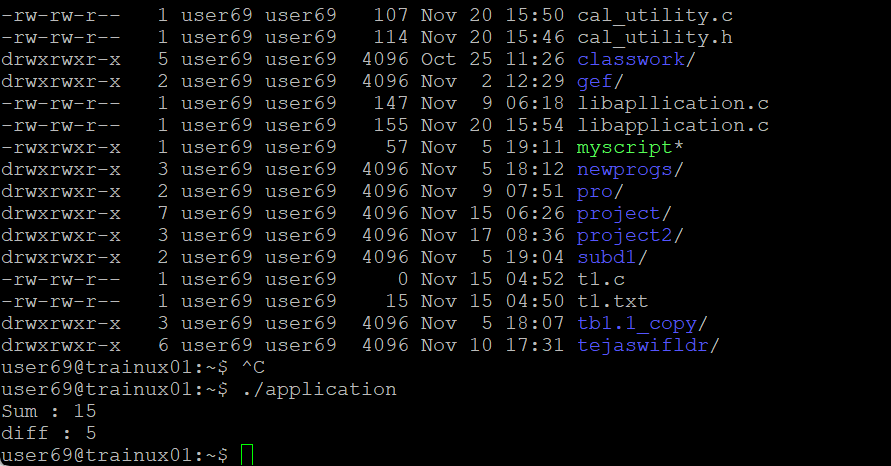 -rw-rw-r--   1 user69 user69   107 Nov 20 15:50 cal_utility.c
-rw-rw-r--   1 user69 user69   114 Nov 20 15:46 cal_utility.h
drwxrwxr-x   5 user69 user69  4096 Oct 25 11:26 classwork/
drwxrwxr-x   2 user69 user69  4096 Nov  2 12:29 gef/
-rw-rw-r--   1 user69 user69   147 Nov  9 06:18 libapllication.c
-rw-rw-r--   1 user69 user69   155 Nov 20 15:54 libapplication.c
-rwxrwxr-x   1 user69 user69    57 Nov  5 19:11 myscript*
drwxrwxr-x   3 user69 user69  4096 Nov  5 18:12 newprogs/
drwxrwxr-x   2 user69 user69  4096 Nov  9 07:51 pro/
drwxrwxr-x   7 user69 user69  4096 Nov 15 06:26 project/
drwxrwxr-x   3 user69 user69  4096 Nov 17 08:36 project2/
drwxrwxr-x   2 user69 user69  4096 Nov  5 19:04 subd1/
-rw-rw-r--   1 user69 user69     0 Nov 15 04:52 t1.c
-rw-rw-r--   1 user69 user69    15 Nov 15 04:50 t1.txt
drwxrwxr-x   3 user69 user69  4096 Nov  5 18:07 tb1.1_copy/
drwxrwxr-x   6 user69 user69  4096 Nov 10 17:31 tejaswifldr/
user69@trainux01:~$ ^C
user69@trainux01:~$ ./application
Sum : 15
diff : 5
user69@trainux01:~$